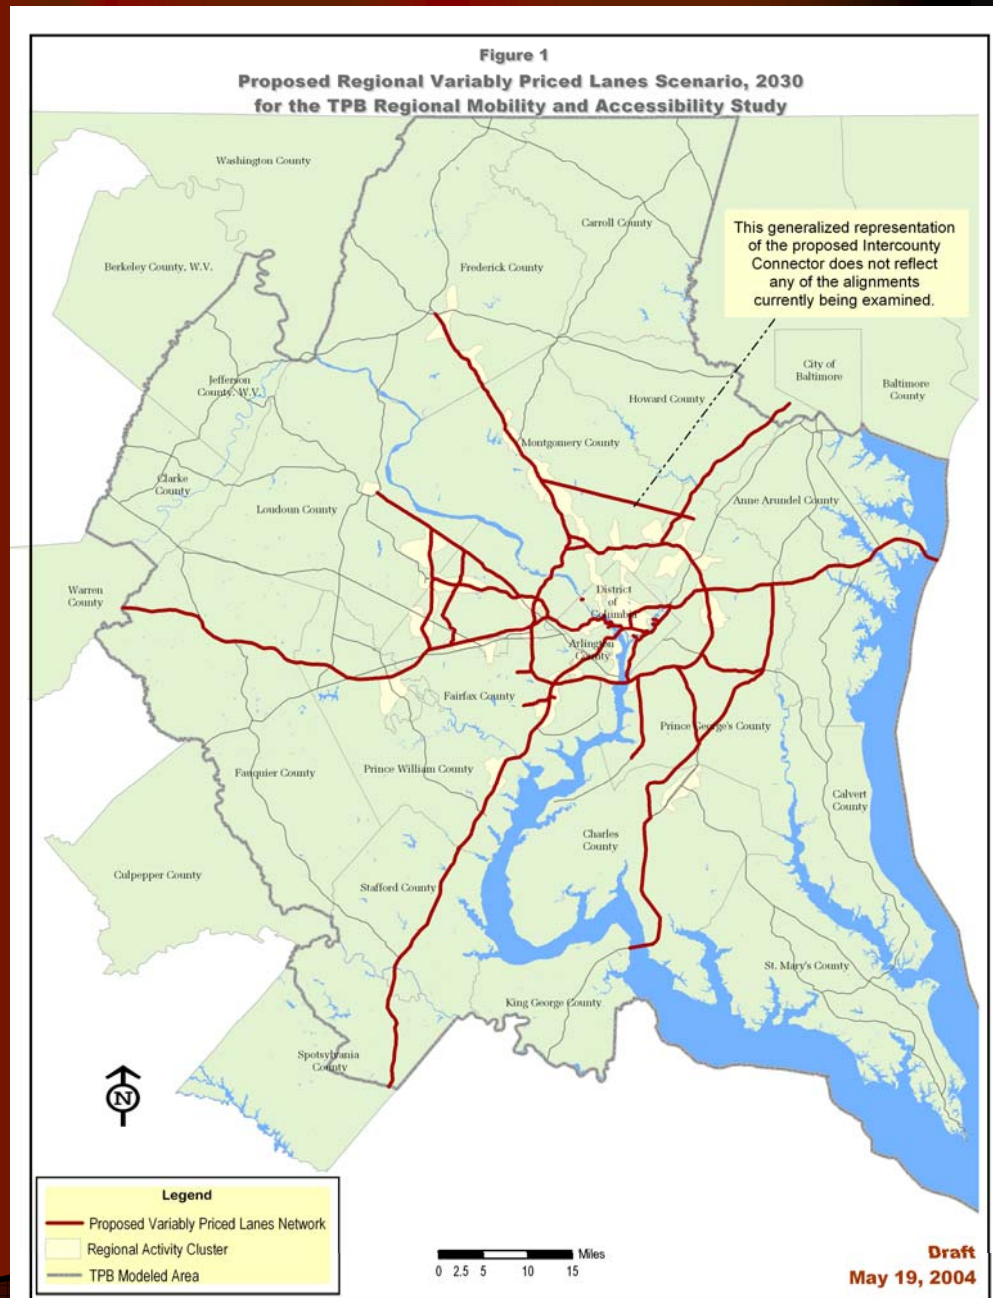 Figure 1
Proposed Regional Variably Priced Lanes Scenario, 2030
for the TPB Regional Mobility and Accessibility Study
Washington County
Carroll County
This generalized representation
of the proposed Intercounty
Connector does not reflect
any of the alignments
currently being examined.
Berkeley County, W.V.
Frederick County
City of
Baltimore
Baltimore
County
Jefferson
County, W.V.
Howard County
Montgomery County
Clarke
County
Loudoun County
Anne Arundel County
Warren
County
District
of
Columbia
Arlington
County
Fairfax County
Prince George's County
Prince William County
Fauquier County
Calvert
County
Charles
County
Culpepper County
Stafford County
St. Mary's County
King George County
Spotsylvania
County
N
Legend
Proposed Variably Priced Lanes Network
Regional Activity Cluster
TPB Modeled Area
Miles
0 2.5 5 10 15
Draft
May 19, 2004